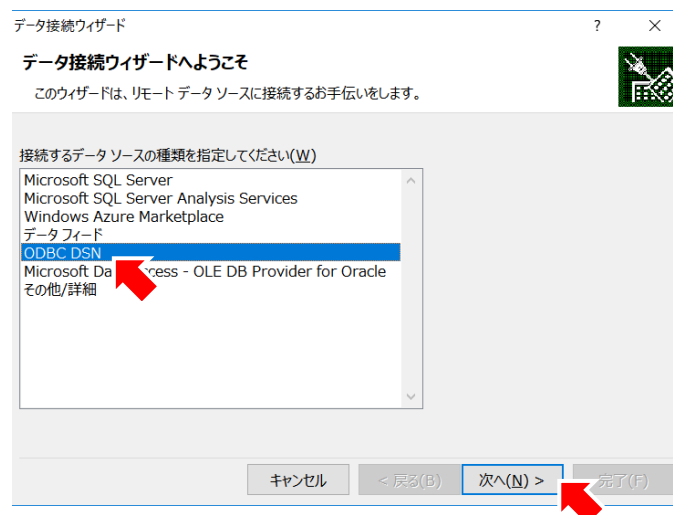 データ接続ウィザード
データ接続ウィザードへようこそ
このウィザードは、リモート データ ソースに接続するお手伝いをします。
接続するデータ ソースの種類を指定してください(W)
Microsoft SQL Server
Microsoft SQL Server Analysis Services
Windows Azure Marketplace
データ フィード
ODBC DSN
Microsoft - OLE DB Provider for Oracle
その他/詳細
キャンセル < 戻る(B) 次へ(N) > 完了(F)